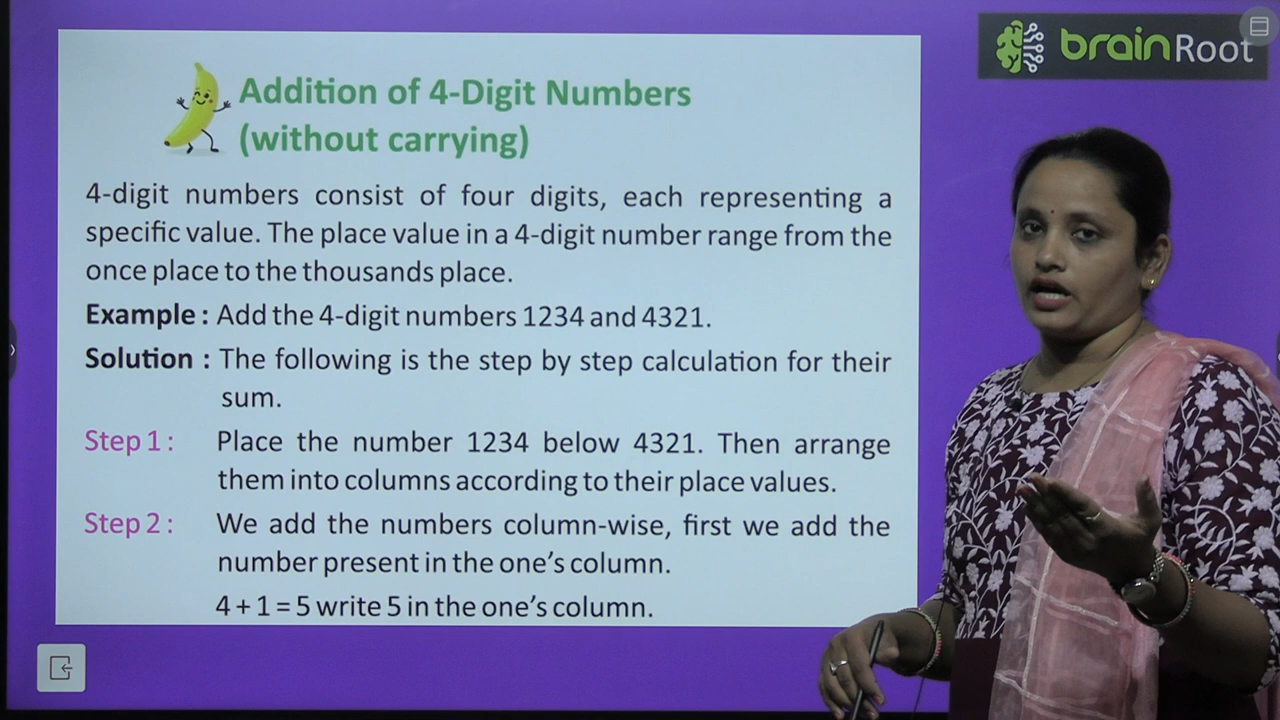 brainRoot
Addition of 4-Digit Numbers
(without carrying)
4-digit numbers consist of four digits, each representing a
specific value. The place value in a 4-digit number range from the
once place to the thousands place.
Example : Add the 4-digit numbers 1234 and 4321.
Solution : The following is the step by step calculation for their
sum.
Step 1 : Place the number 1234 below 4321. Then arrange
them into columns according to their place values.
Step 2 : We add the numbers column-wise, first we add the
number present in the one's column.
4 + 1 = 5 write 5 in the one's column.